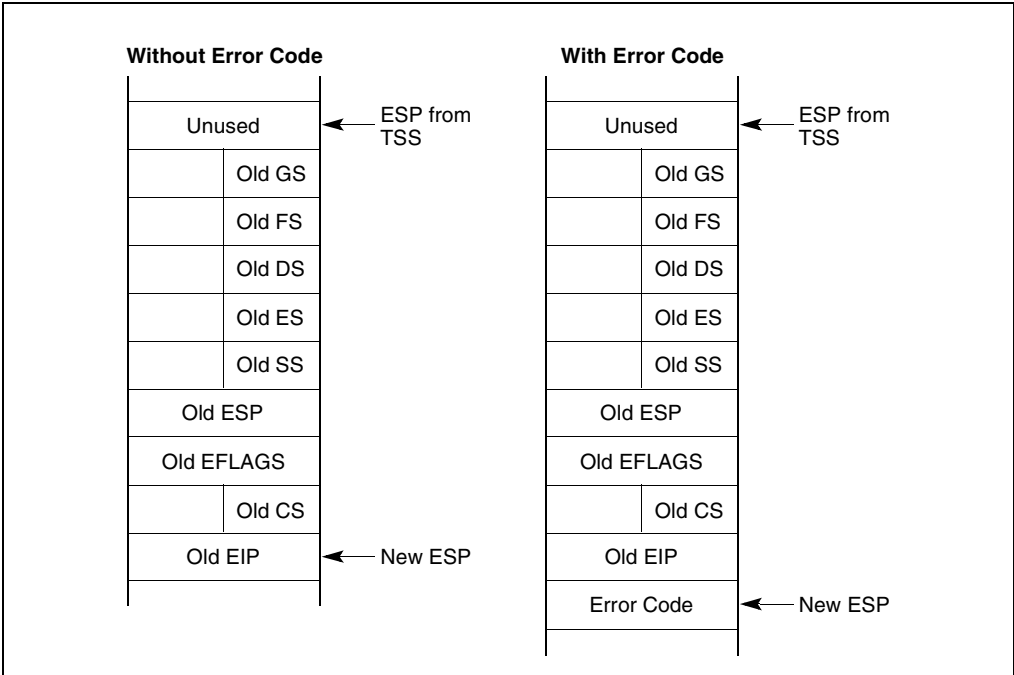 Without Error Code
Unused
ESP from
TSS
Old GS
Old FS
Old DS
Old ES
Old SS
Old ESP
Old EFLAGS
Old CS
Old EIP
New ESP
With Error Code
Unused
ESP from
TSS
Old GS
Old FS
Old DS
Old ES
Old SS
Old ESP
Old EFLAGS
Old CS
Old EIP
Error Code
New ESP